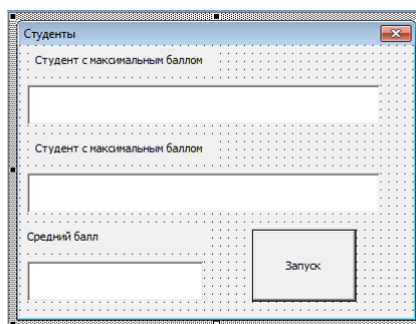 Студенты
Студент с максимальным баллом
Студент с максимальным баллом
Средний балл
Запуск